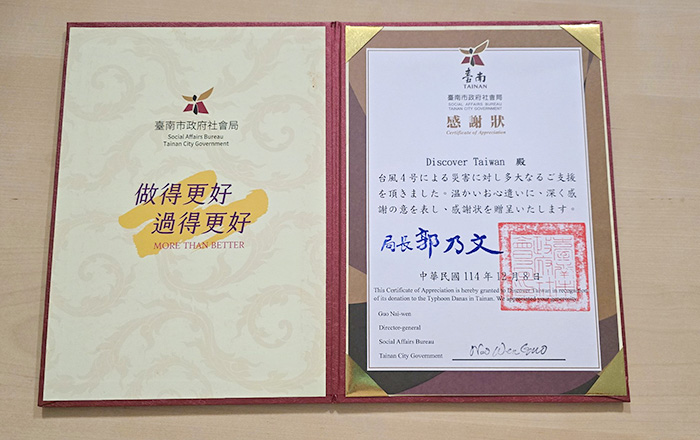 臺南市政府社會局
Social Affairs Bureau
Tainan City Government
做得更好
過得更好
MORE THAN BETTER
臺南
TAINAN
臺南市政府社會局
SOCIAL AFFAIRS BUREAU
TAINAN CITY GOVERNMENT
感謝狀
Certificate of Appreciation
Discover Taiwan 殿
台風4号による災害に対し多大なるご支援
を頂きました。温かいお心遣いに、深く感
謝の意を表し、感謝状を贈呈いたします。
局長 郭乃文
中華民國 114 年 12 月 8 日
This Certificate of Appreciation is hereby granted to Discover Taiwan in
of its donation to the Typhoon Danas in Tainan. We appreciated your
Guo Nai-wen
Director-general
Social Affairs Bureau
Tainan City Government